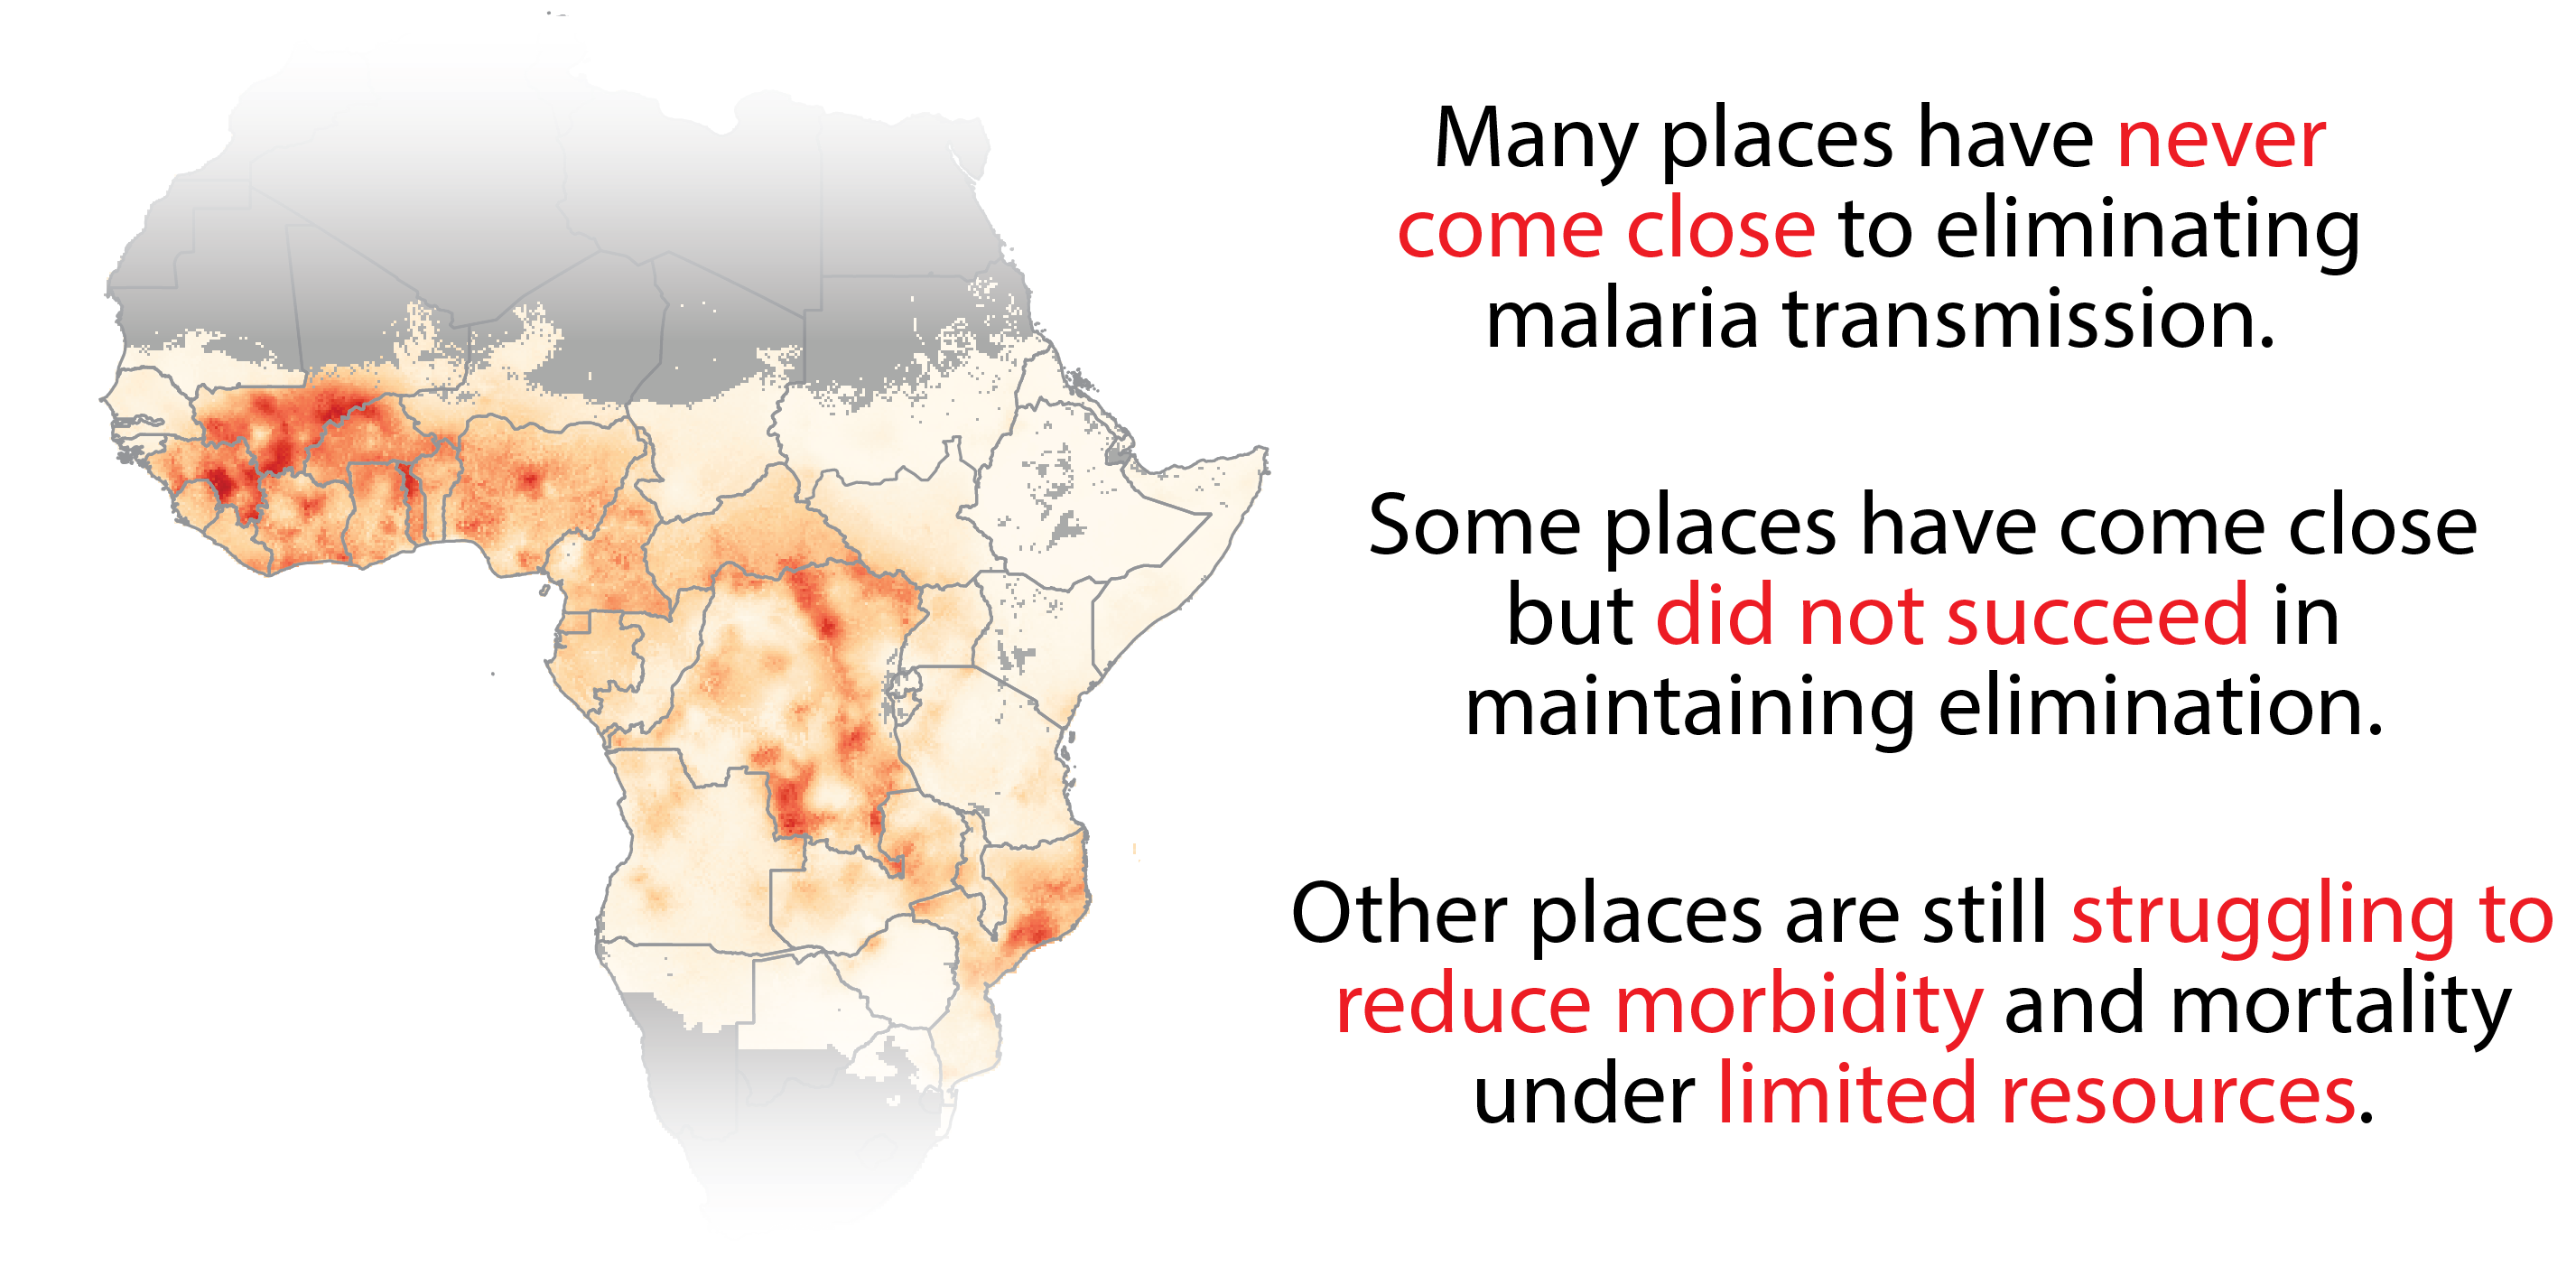 Many places have never
come close to eliminating
malaria transmission.
Some places have come close
but did not succeed in
maintaining elimination.
Other places are still struggling to
reduce morbidity and mortality
under limited resources.